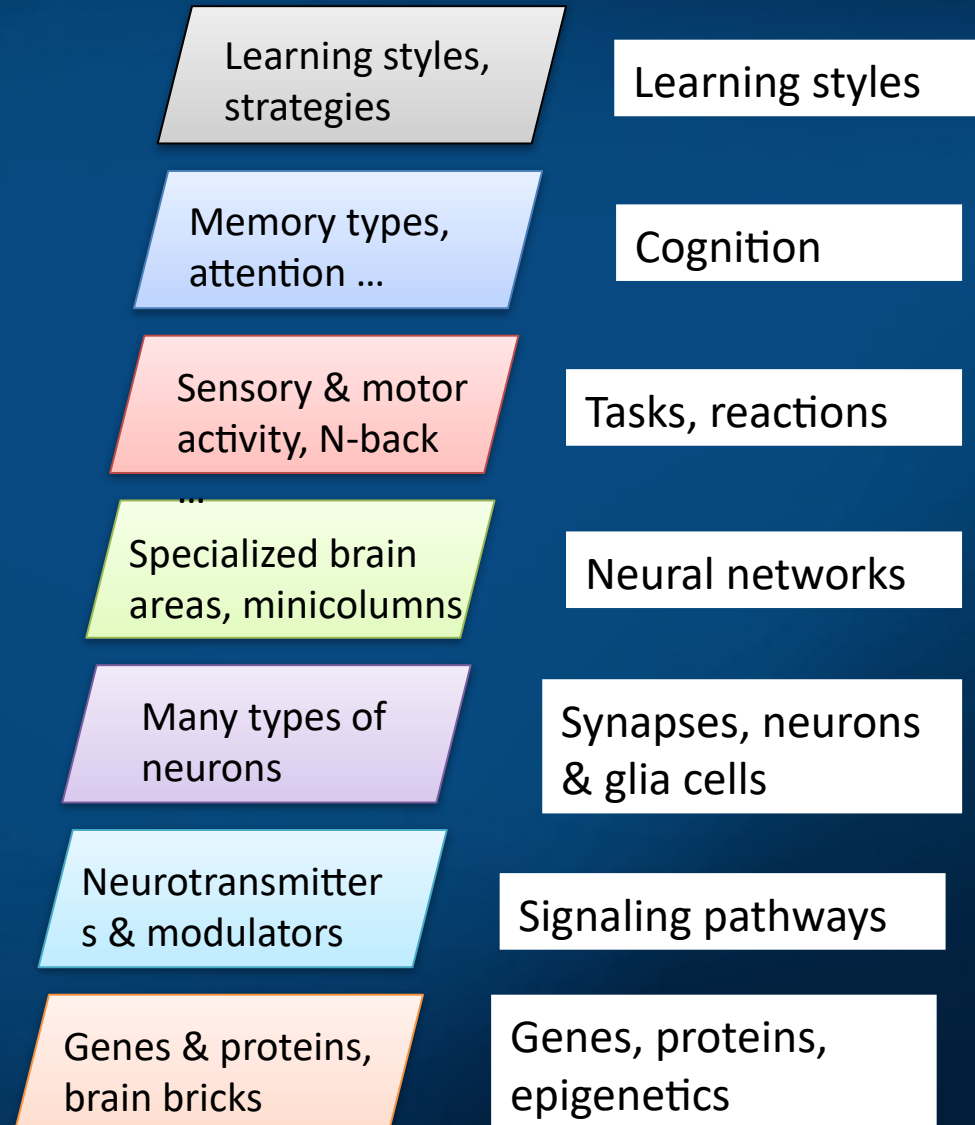 Learning styles,
strategies
Learning styles
Memory types,
attention ...
Cognition
Sensory & motor
activity, N-back
...
Tasks, reactions
Specialized brain
areas, minicolumns
Neural networks
Many types of
neurons
Synapses, neurons
& glia cells
Neurotransmitter
s & modulators
Signaling pathways
Genes & proteins,
brain bricks
Genes, proteins,
epigenetics